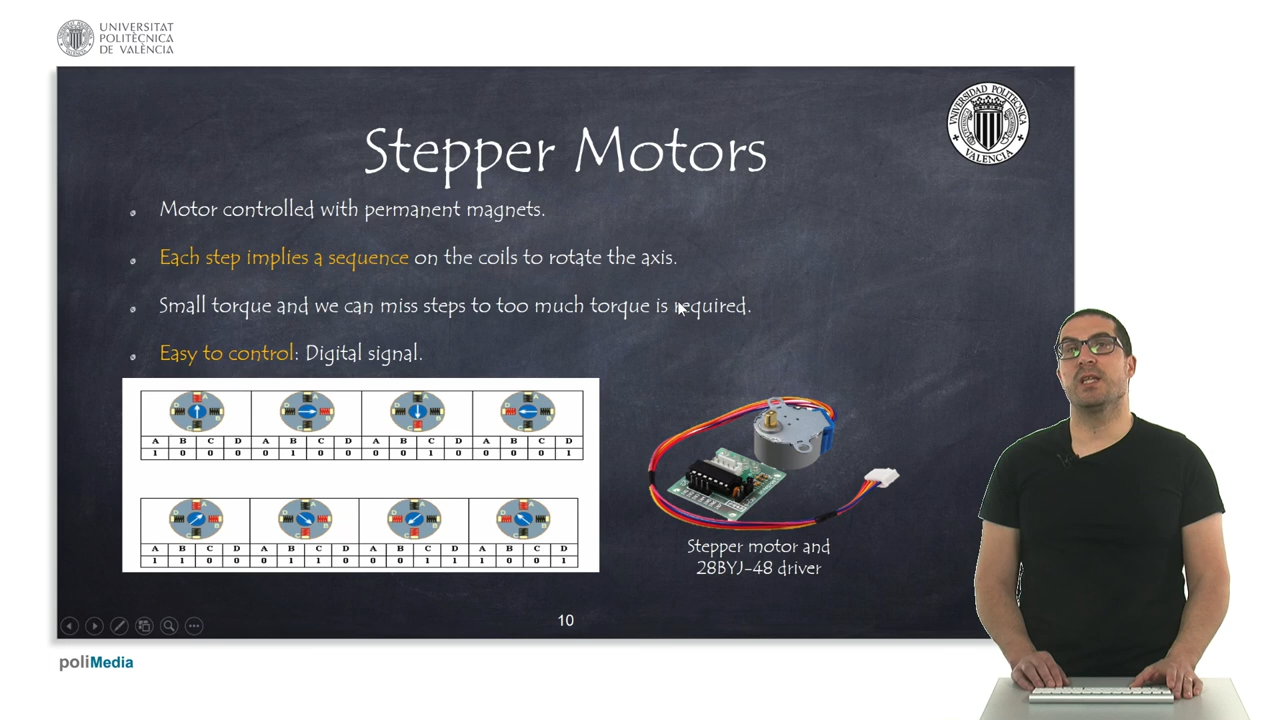 UNIVERSITAT
POLITÈCNICA
DE VALÈNCIA
UNIVERSIDAD POLITECNICA
VALENCIA
Stepper Motors
Motor controlled with permanent magnets.
Each step implies a sequence on the coils to rotate the axis.
Small torque and we can miss steps to too much torque is required.
Easy to control: Digital signal.
A B C D A B C D A B C D A B C D
1 0 0 0 0 1 0 0 0 0 1 0 0 0 0 1
A B C D A B C D A B C D A B C D
1 1 0 0 0 1 1 0 0 0 1 1 1 0 0 1
Stepper motor and
28BYJ-48 driver
10
poliMedia